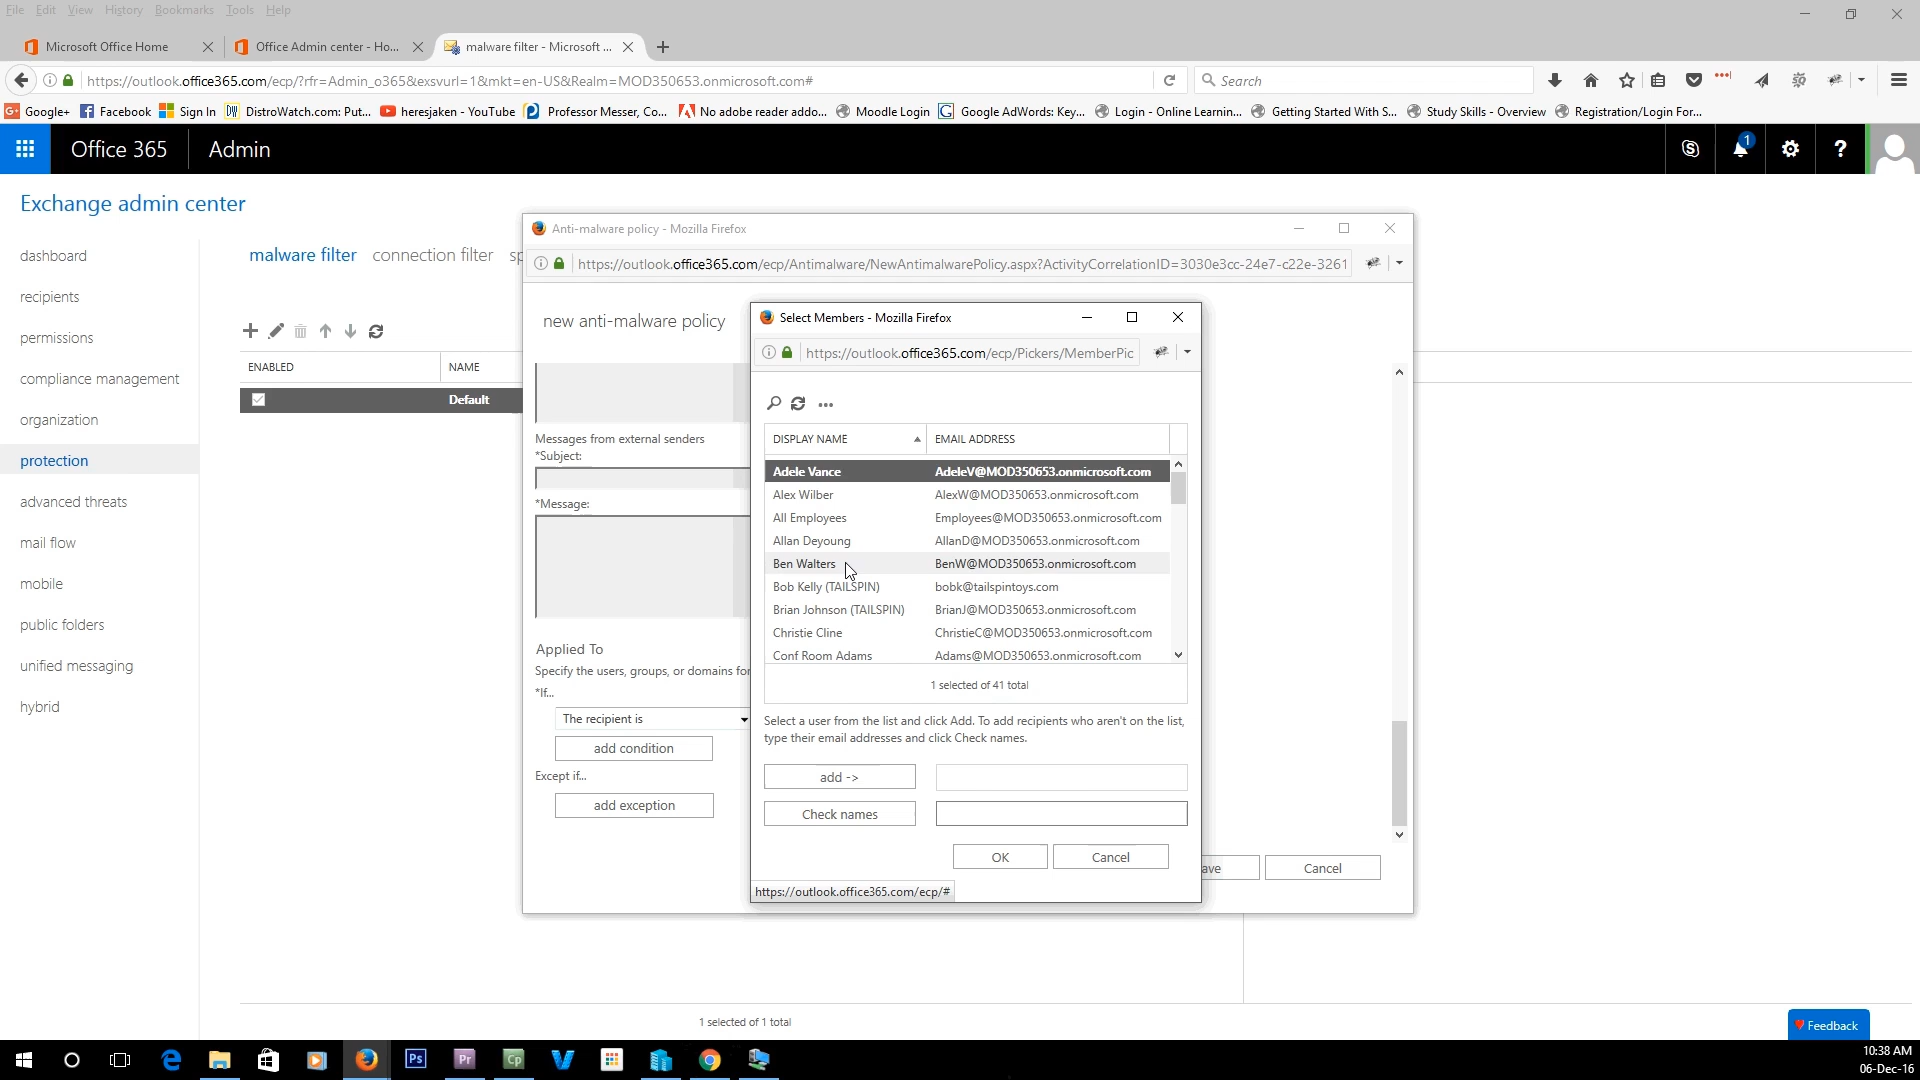 File Edit View History Bookmarks Tools Help
Microsoft Office Home
Office Admin center - Ho...
malware filter - Microsoft ...
https://outlook.office365.com/ecp/?rfr=Admin_o365&exsvurl=1&mkt=en-US&Realm=MOD350653.onmicrosoft.com#
Search
Google+
Facebook
Sign In
DistroWatch.com: Put...
heresjaken - YouTube
Professor Messer, Co...
No adobe reader addo...
Moodle Login
Google AdWords: Key...
Login - Online Learnin...
Getting Started With S...
Study Skills - Overview
Registration/Login For...
Office 365
Admin
1
?
Exchange admin center
dashboard
recipients
permissions
compliance management
organization
protection
advanced threats
mail flow
mobile
public folders
unified messaging
hybrid
malware filter
connection filter
sp
ENABLED
NAME
Default
1 selected of 1 total
Anti-malware policy - Mozilla Firefox
https://outlook.office365.com/ecp/Antimalware/NewAntimalwarePolicy.aspx?ActivityCorrelationID=3030e3cc-24e7-c22e-3261
new anti-malware policy
Messages from external senders
*Subject:
*Message:
Applied To
Specify the users, groups, or domains for
*If...
The recipient is
add condition
Except if...
add exception
ave
Cancel
Select Members - Mozilla Firefox
https://outlook.office365.com/ecp/Pickers/MemberPic
DISPLAY NAME
EMAIL ADDRESS
Adele Vance AdeleV@MOD350653.onmicrosoft.com
Alex Wilber AlexW@MOD350653.onmicrosoft.com
All Employees Employees@MOD350653.onmicrosoft.com
Allan Deyoung AllanD@MOD350653.onmicrosoft.com
Ben Walters BenW@MOD350653.onmicrosoft.com
Bob Kelly (TAILSPIN) bobk@tailspintoys.com
Brian Johnson (TAILSPIN) BrianJ@MOD350653.onmicrosoft.com
Christie Cline ChristieC@MOD350653.onmicrosoft.com
Conf Room Adams Adams@MOD350653.onmicrosoft.com
1 selected of 41 total
Select a user from the list and click Add. To add recipients who aren't on the list,
type their email addresses and click Check names.
add ->
Check names
OK
Cancel
https://outlook.office365.com/ecp/#
Feedback
Ps
Pr
Cp
10:38 AM
06-Dec-16